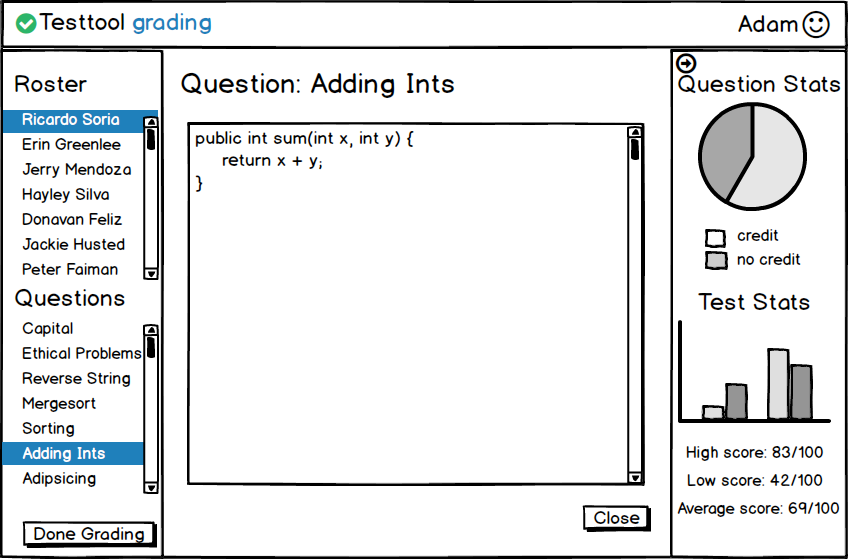 Testtool grading
Adam
Roster
Ricardo Soria
Erin Greenlee
Jerry Mendoza
Hayley Silva
Donavan Feliz
Jackie Husted
Peter Faiman
Questions
Capital
Ethical Problems
Reverse String
Mergesort
Sorting
Adding Ints
Adipsicing
Done Grading
Question: Adding Ints
public int sum(int x, int y) {
return x + y;
}
Close
Question Stats
credit
no credit
Test Stats
High score: 83/100
Low score: 42/100
Average score: 69/100